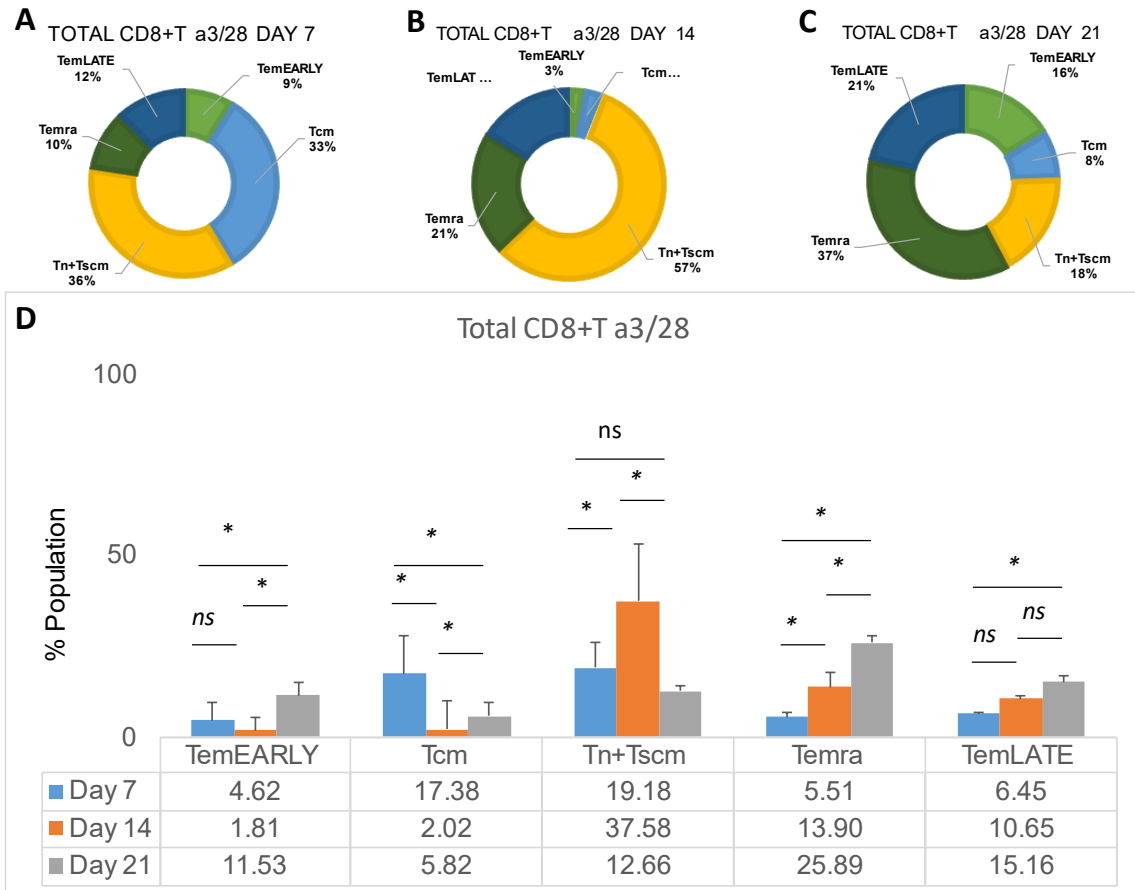 A
TOTAL CD8+T a3/28 DAY 7
TemLATE
12%
TemEARLY
9%
Temra
10%
Tcm
33%
Tn+Tscm
36%
B
TOTAL CD8+T a3/28 DAY 14
TemEARLY
3%
TemLAT ...
Tcm...
Temra
21%
Tn+Tscm
57%
C
TOTAL CD8+T a3/28 DAY 21
TemLATE
21%
TemEARLY
16%
Tcm
8%
Temra
37%
Tn+Tscm
18%
D
Total CD8+T a3/28
% Population
100
50
0
ns * *
* * *
* * ns
* * *
ns ns *
TemEARLY Tcm Tn+Tscm Temra TemLATE
Day 7 4.62 17.38 19.18 5.51 6.45
Day 14 1.81 2.02 37.58 13.90 10.65
Day 21 11.53 5.82 12.66 25.89 15.16